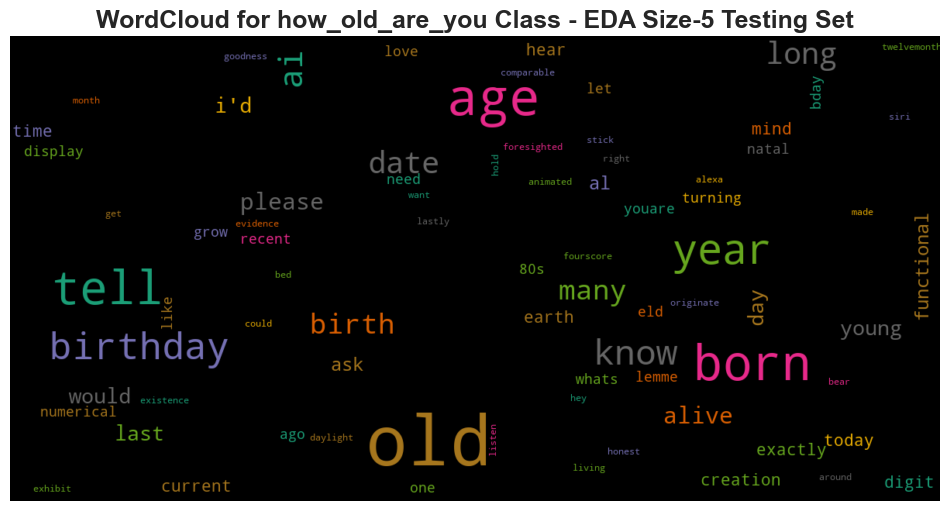 WordCloud for how_old_are_you Class - EDA Size-5 Testing Set
goodness
ai
love
hear
long
twelvemonth
comparable
month
i'd
age
let
bday
siri
time
mind
display
stick
foresighted
natal
date
hold
right
need
animated
al
alexa
want
turning
please
youare
get
evidence
lastly
made
grow
recent
functional
year
fourscore
80s
bed
tell
many
originate
day
like
eld
earth
could
birth
young
birthday
know
ask
born
whats
lemme
bear
would
existence
hey
numerical
alive
last
ago
daylight
old
listen
today
exactly
honest
living
creation
around
digit
exhibit
current
one